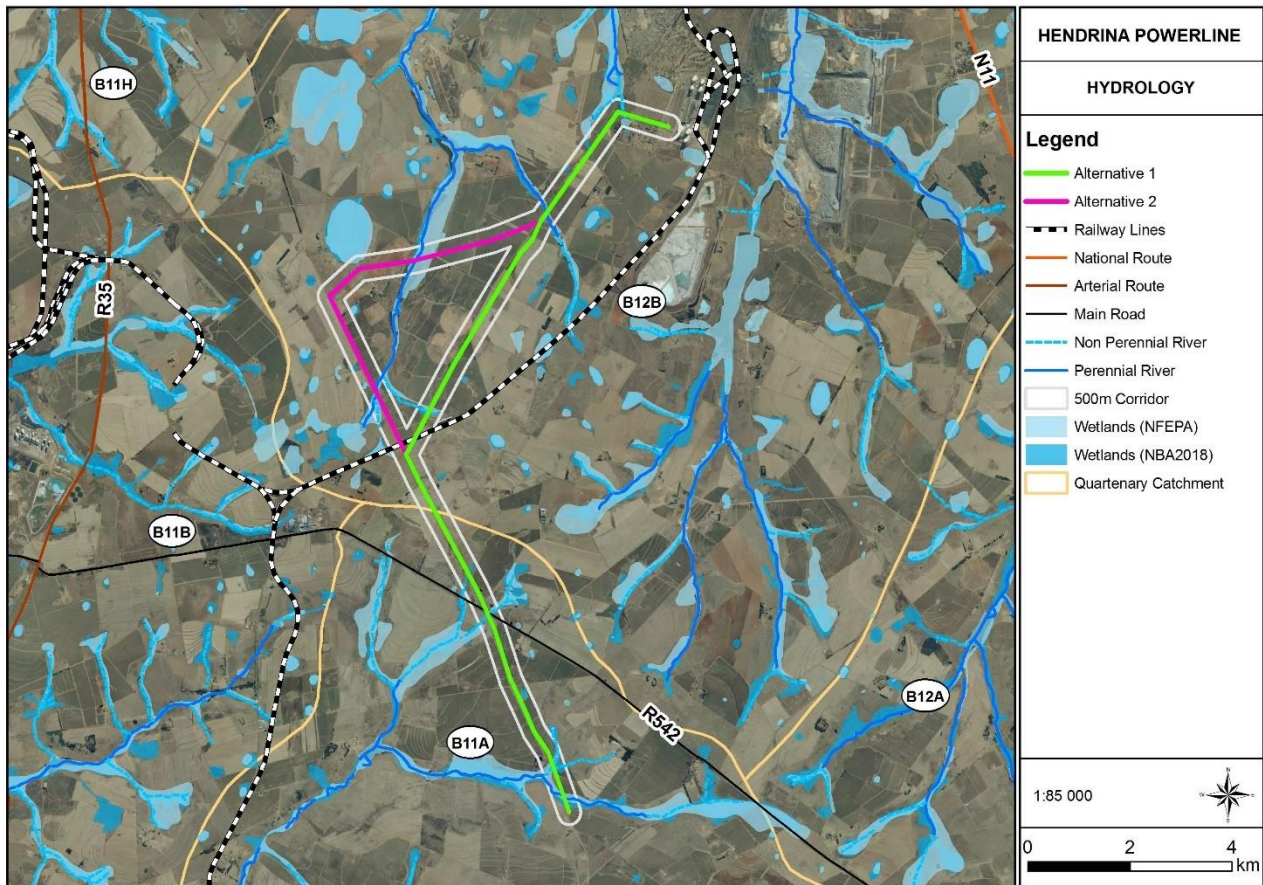 HENDRINA POWERLINE
HYDROLOGY
Legend
Alternative 1
Alternative 2
Railway Lines
National Route
Arterial Route
Main Road
Non Perennial River
Perennial River
500m Corridor
Wetlands (NFEPA)
Wetlands (NBA2018)
Quartenary Catchment
1:85 000
N
W E
S
0 2 4
km
B11H
N11
R35
B12B
B11B
B12A
R542
B11A